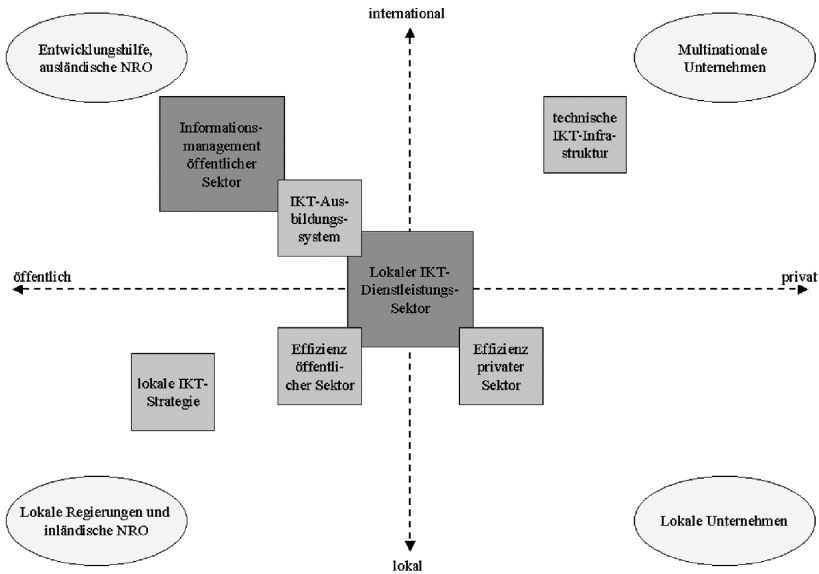 international
Entwicklungshilfe,
ausländische NRO
Multinationale
Unternehmen
Informations-
management
öffentlicher
Sektor
technische
IKT-Infra-
struktur
IKT-Aus-
bildungs-
system
öffentlich
Lokaler IKT-
Dienstleistungs-
Sektor
privat
lokale IKT-
Strategie
Effizienz
öffentli-
cher Sektor
Effizienz
privater
Sektor
Lokale Regierungen und
inländische NRO
Lokale Unternehmen
lokal